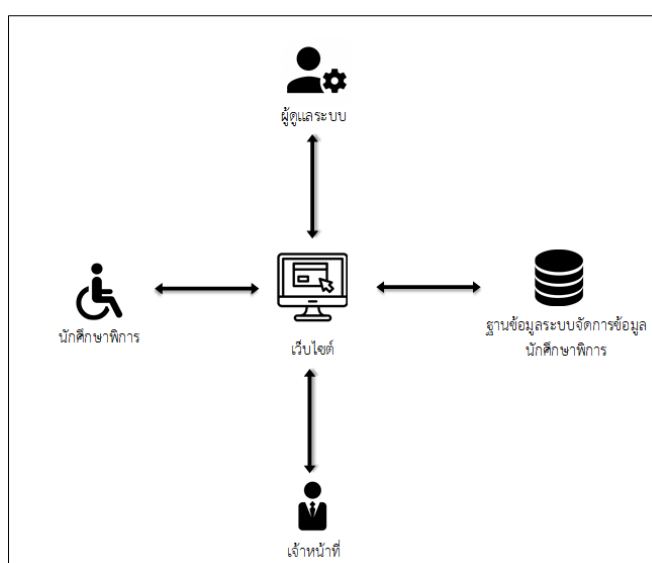 ผู้ดูแลระบบ
นักศึกษาพิการ
เว็บไซต์
ฐานข้อมูลระบบจัดการข้อมูล
นักศึกษาพิการ
เจ้าหน้าที่